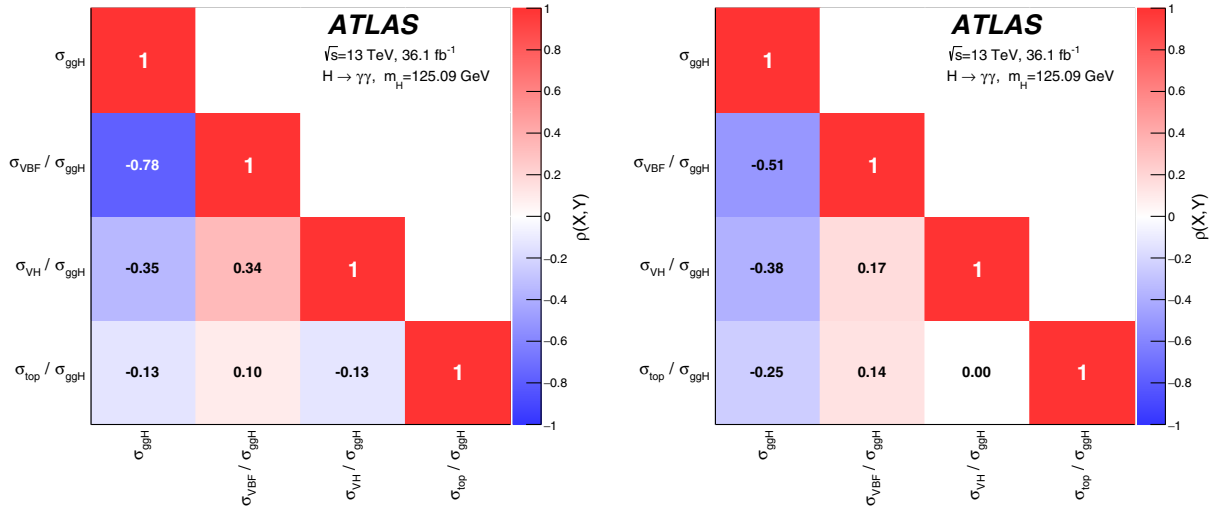 ATLAS
√s=13 TeV, 36.1 fb⁻¹
H → γγ, m_H=125.09 GeV
σ_ggH
1
σ_VBF / σ_ggH
-0.78
1
σ_VH / σ_ggH
-0.35
0.34
1
σ_top / σ_ggH
-0.13
0.10
-0.13
1
σ_ggH
σ_VBF / σ_ggH
σ_VH / σ_ggH
σ_top / σ_ggH
1
0.8
0.6
0.4
0.2
0
−0.2
−0.4
−0.6
−0.8
−1
ρ(X,Y)
ATLAS
√s=13 TeV, 36.1 fb⁻¹
H → γγ, m_H=125.09 GeV
σ_ggH
1
σ_VBF / σ_ggH
-0.51
1
σ_VH / σ_ggH
-0.38
0.17
1
σ_top / σ_ggH
-0.25
0.14
0.00
1
σ_ggH
σ_VBF / σ_ggH
σ_VH / σ_ggH
σ_top / σ_ggH
1
0.8
0.6
0.4
0.2
0
−0.2
−0.4
−0.6
−0.8
−1
ρ(X,Y)